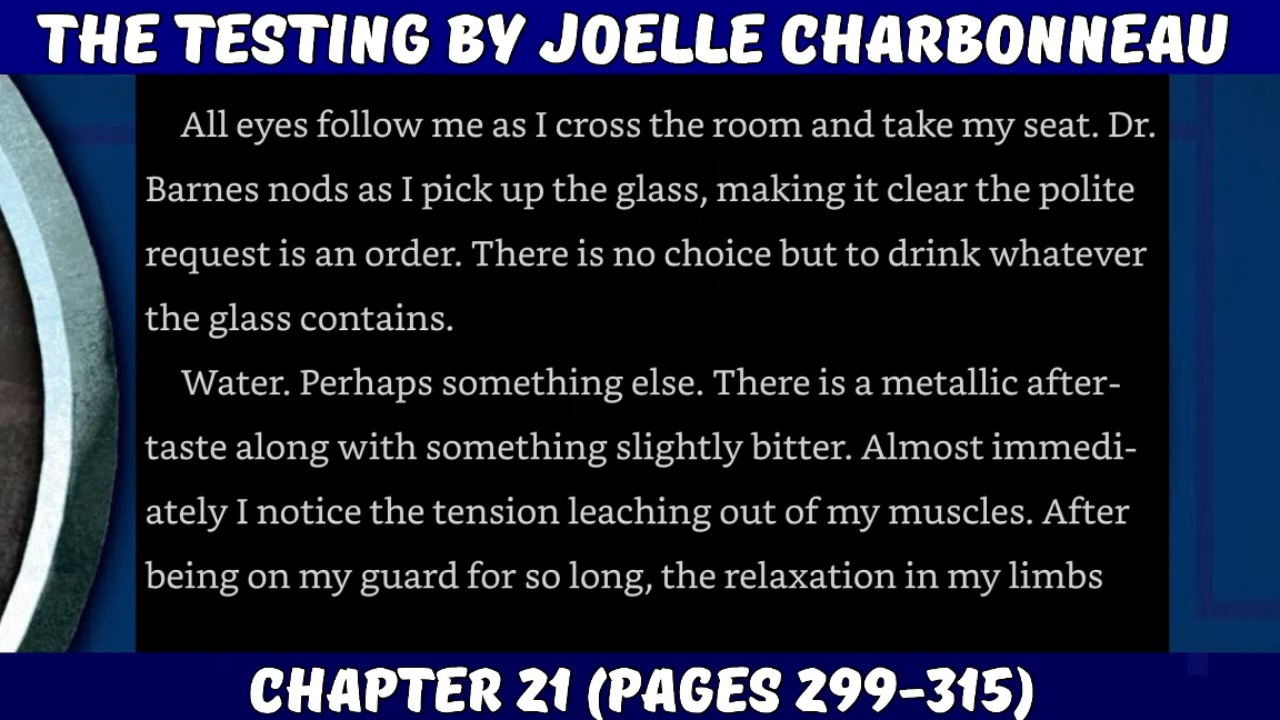 THE TESTING BY JOELLE CHARBONNEAU
All eyes follow me as I cross the room and take my seat. Dr.
Barnes nods as I pick up the glass, making it clear the polite
request is an order. There is no choice but to drink whatever
the glass contains.
Water. Perhaps something else. There is a metallic after-
taste along with something slightly bitter. Almost immedi-
ately I notice the tension leaching out of my muscles. After
being on my guard for so long, the relaxation in my limbs
CHAPTER 21 (PAGES 299-315)